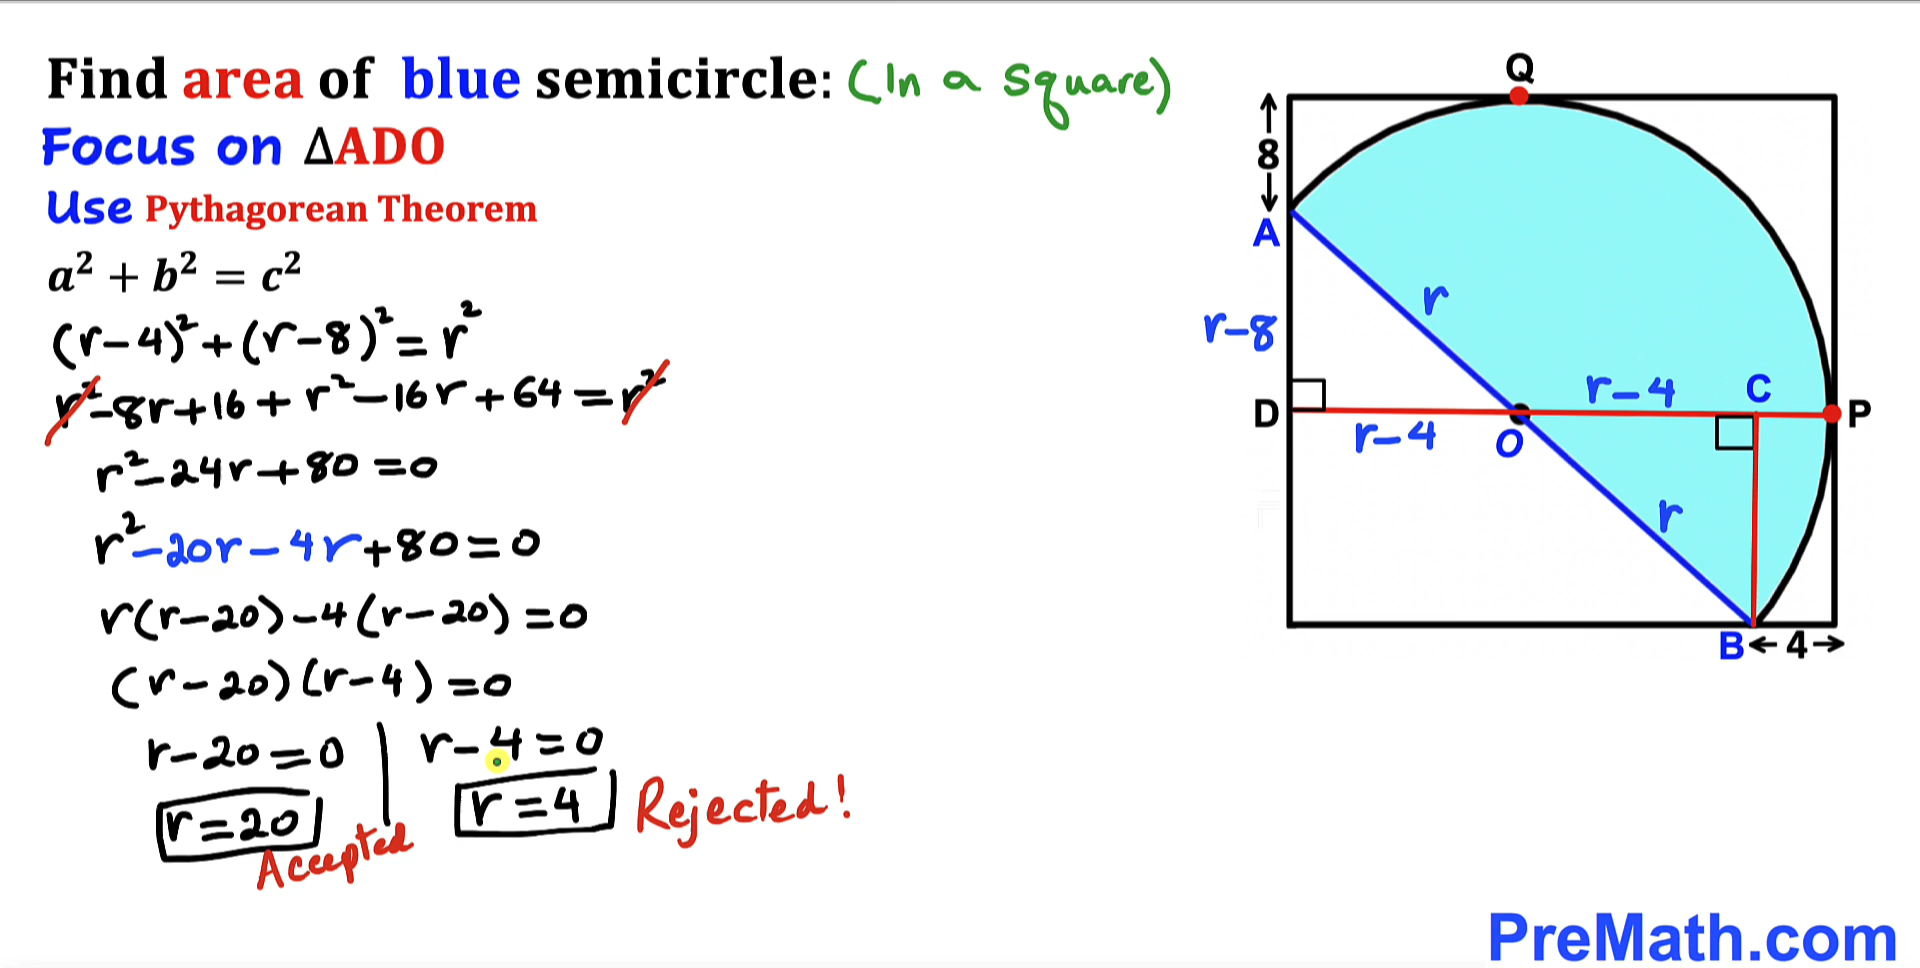 Find area of blue semicircle: (In a square)
Focus on ΔADO
Use Pythagorean Theorem
a² + b² = c²
(r-4)²+(r-8)²=r²
r²-8r+16+r²-16r+64=r²
r²-24r+80=0
r²-20r-4r+80=0
r(r-20)-4(r-20)=0
(r-20)(r-4)=0
r-20=0 | r-4=0
r=20 r=4 Rejected!
Accepted
Q
↑
8
↓
A
r
r-8
r-4 C
D P
r-4 O
r
B ←4→
PreMath.com